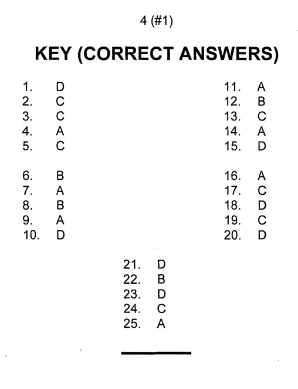 4 (#1)
KEY (CORRECT ANSWERS)
1. D 11. A
2. C 12. B
3. C 13. C
4. A 14. A
5. C 15. D
6. B 16. A
7. A 17. C
8. B 18. D
9. A 19. C
10. D 20. D
21. D
22. B
23. D
24. C
25. A